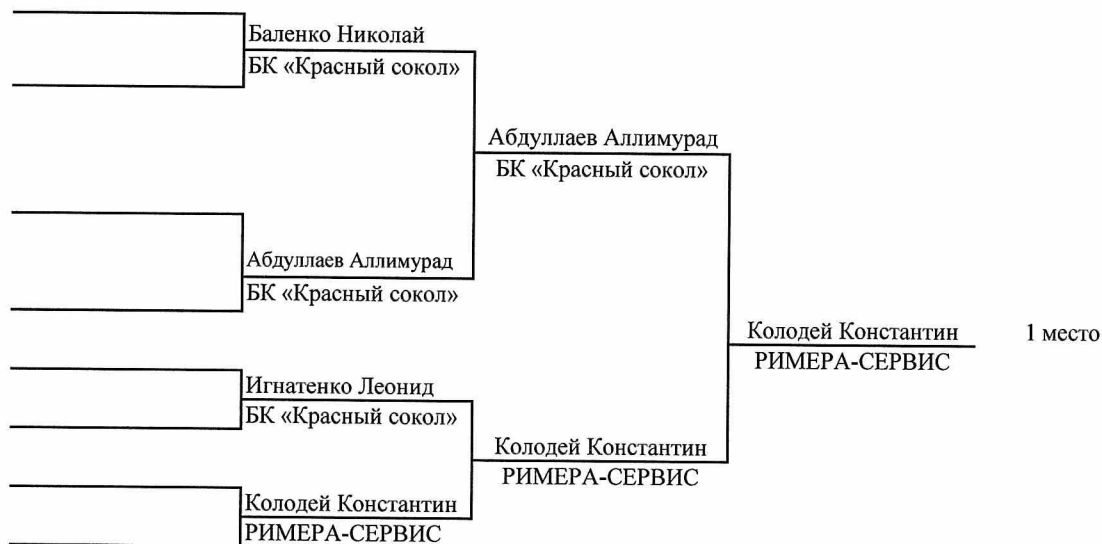 Баленко Николай
БК «Красный сокол»
Абдуллаев Аллимурад
БК «Красный сокол»
Абдуллаев Аллимурад
БК «Красный сокол»
Колодей Константин
РИМЕРА-СЕРВИС
1 место
Игнатенко Леонид
БК «Красный сокол»
Колодей Константин
РИМЕРА-СЕРВИС
Колодей Константин
РИМЕРА-СЕРВИС